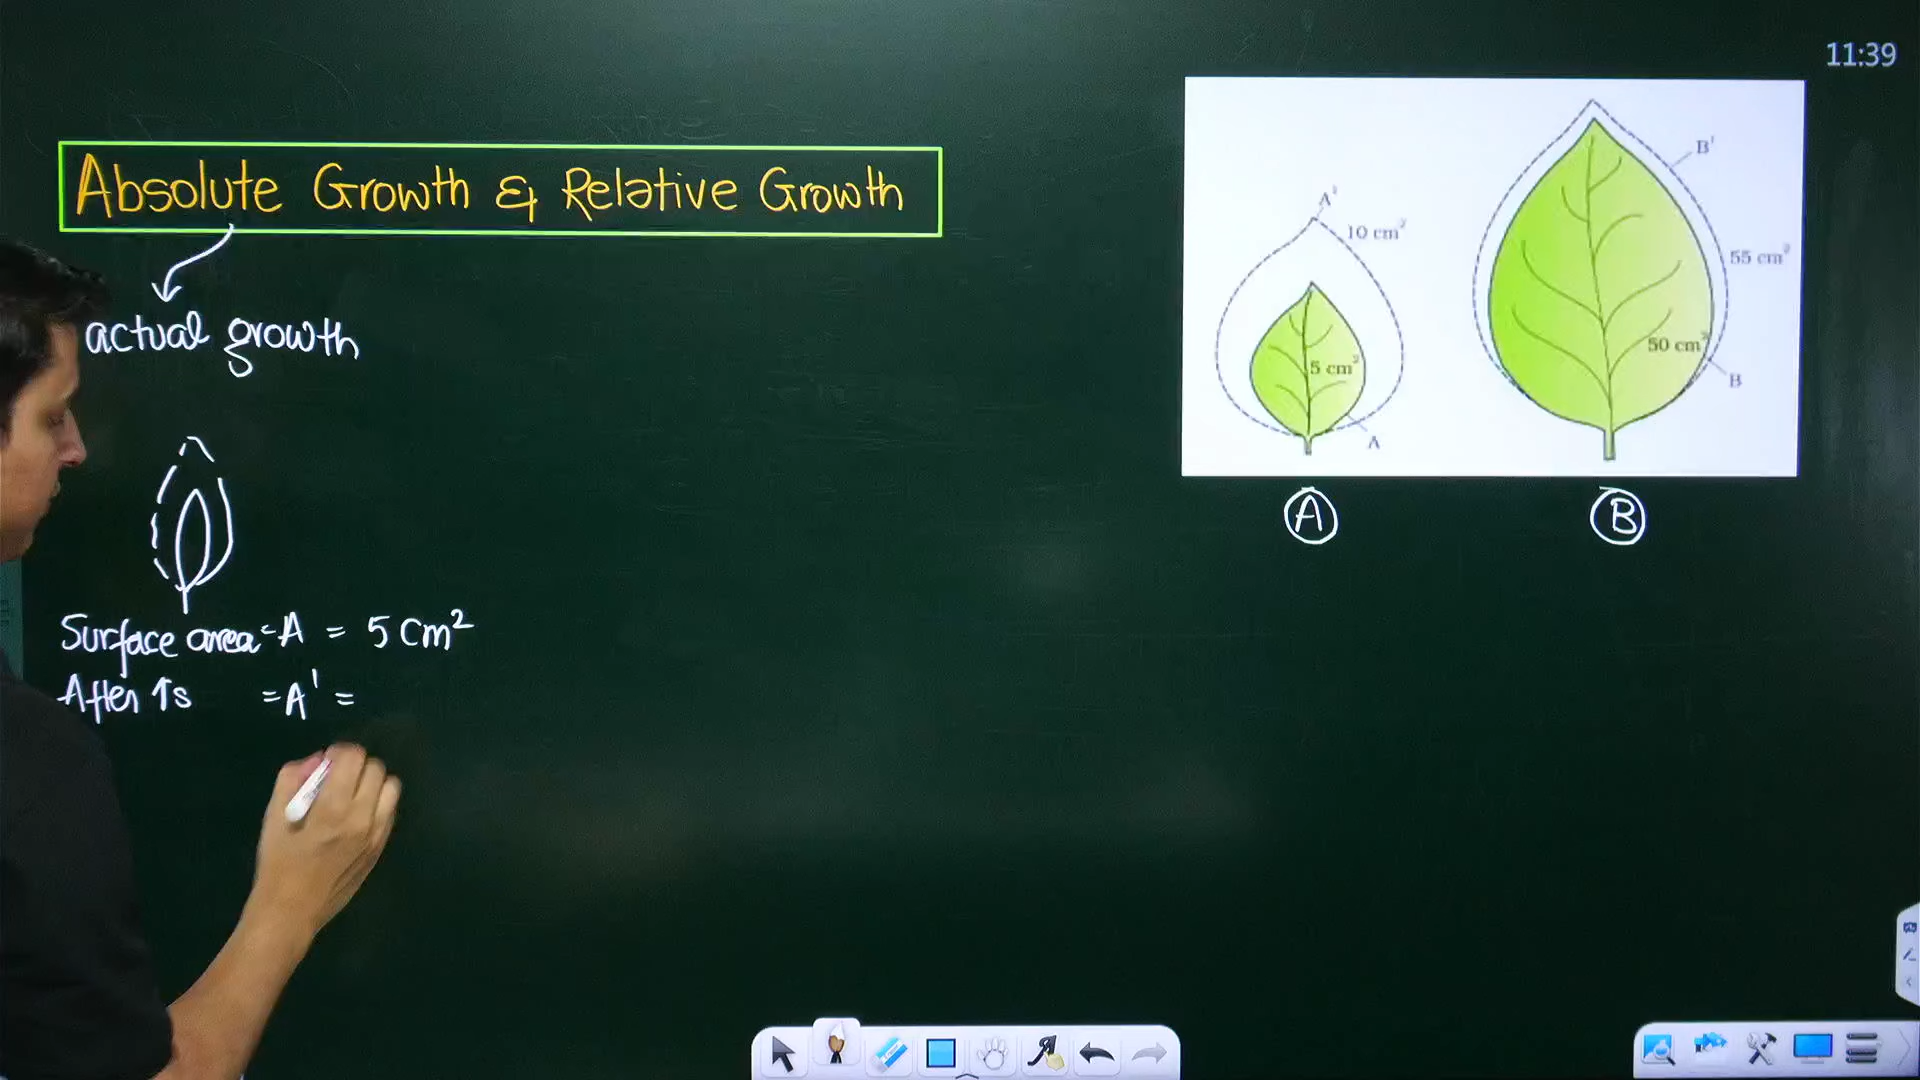 11:39
Absolute Growth & Relative Growth
actual growth
A'
10 cm²
5 cm²
A
B'
55 cm²
50 cm²
B
A
B
Surface area = A = 5 cm²
After ↑s = A' =